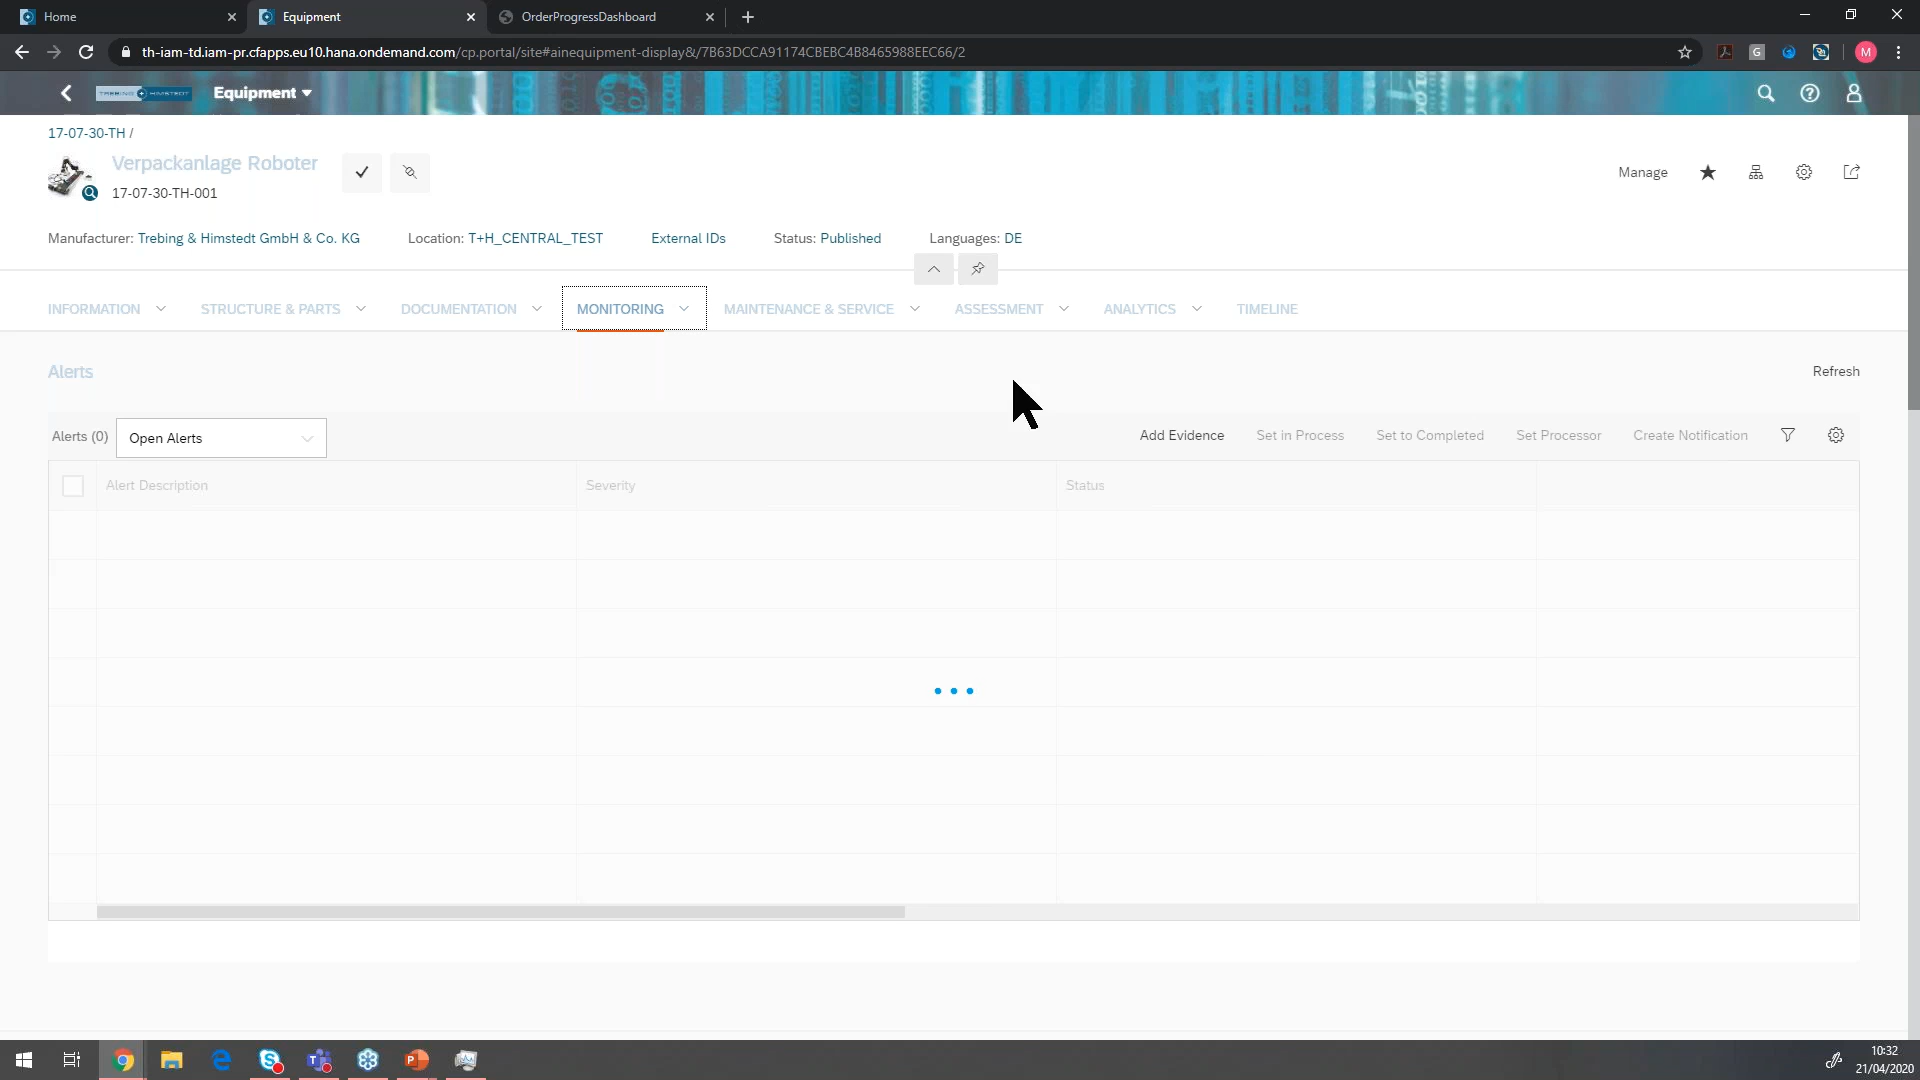 Home
Equipment
OrderProgressDashboard
th-iam-td.iam-pr.cfapps.eu10.hana.ondemand.com/cp.portal/site#ainequipment-display&/7B63DCCA91174CBEBC4B8465988EEC66/2
G
M
TREBING + HIMSTEDT
Equipment
17-07-30-TH /
Verpackanlage Roboter
17-07-30-TH-001
Manage
Manufacturer: Trebing & Himstedt GmbH & Co. KG
Location: T+H_CENTRAL_TEST
External IDs
Status: Published
Languages: DE
INFORMATION
STRUCTURE & PARTS
DOCUMENTATION
MONITORING
MAINTENANCE & SERVICE
ASSESSMENT
ANALYTICS
TIMELINE
Alerts
Refresh
Alerts (0)
Open Alerts
Add Evidence
Set in Process
Set to Completed
Set Processor
Create Notification
Alert Description
Severity
Status
10:32
21/04/2020